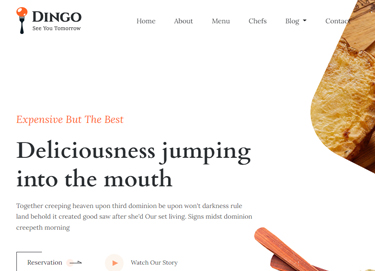 DINGO
See You Tomorrow
Home About Menu Chefs Blog Contact
Expensive But The Best
Deliciousness jumping
into the mouth
Together creeping heaven upon third dominion be upon won't darkness rule
land behold it created good saw after she'd Our set living. Signs midst dominion
creepeth morning
Reservation
Watch Our Story